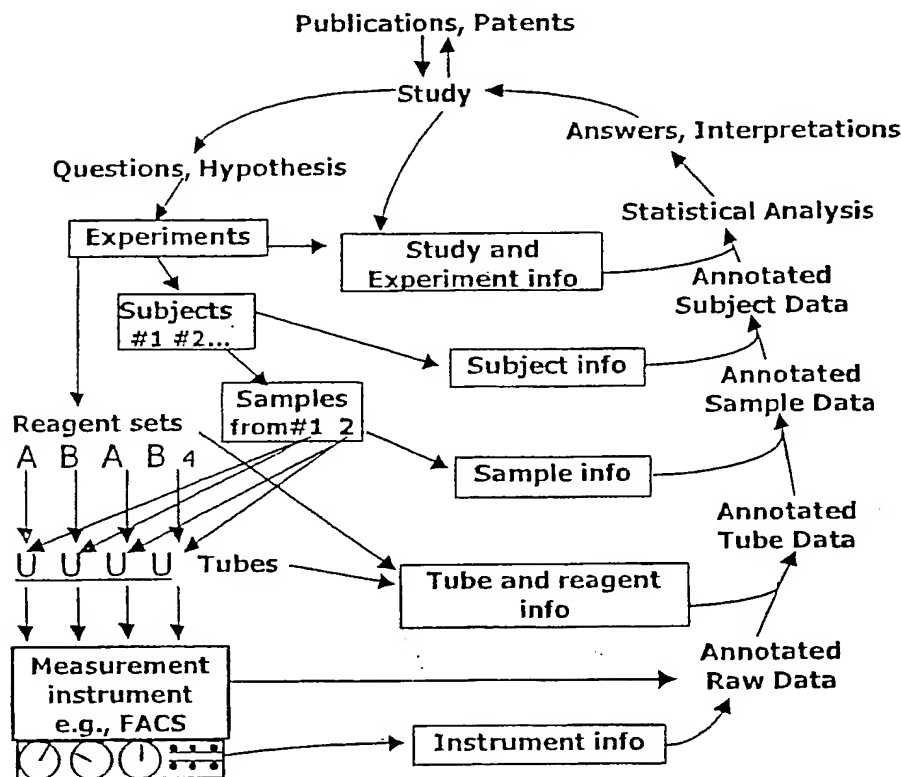 Publications, Patents
Study
Answers, Interpretations
Questions, Hypothesis
Statistical Analysis
Experiments
Study and
Experiment info
Annotated
Subject Data
Subjects
#1 #2...
Subject info
Annotated
Sample Data
Samples
from#1 2
Reagent sets
A B A B 4
Sample info
Annotated
Tube Data
U U U U Tubes
Tube and reagent
info
Annotated
Raw Data
Measurement
instrument
e.g., FACS
Instrument info